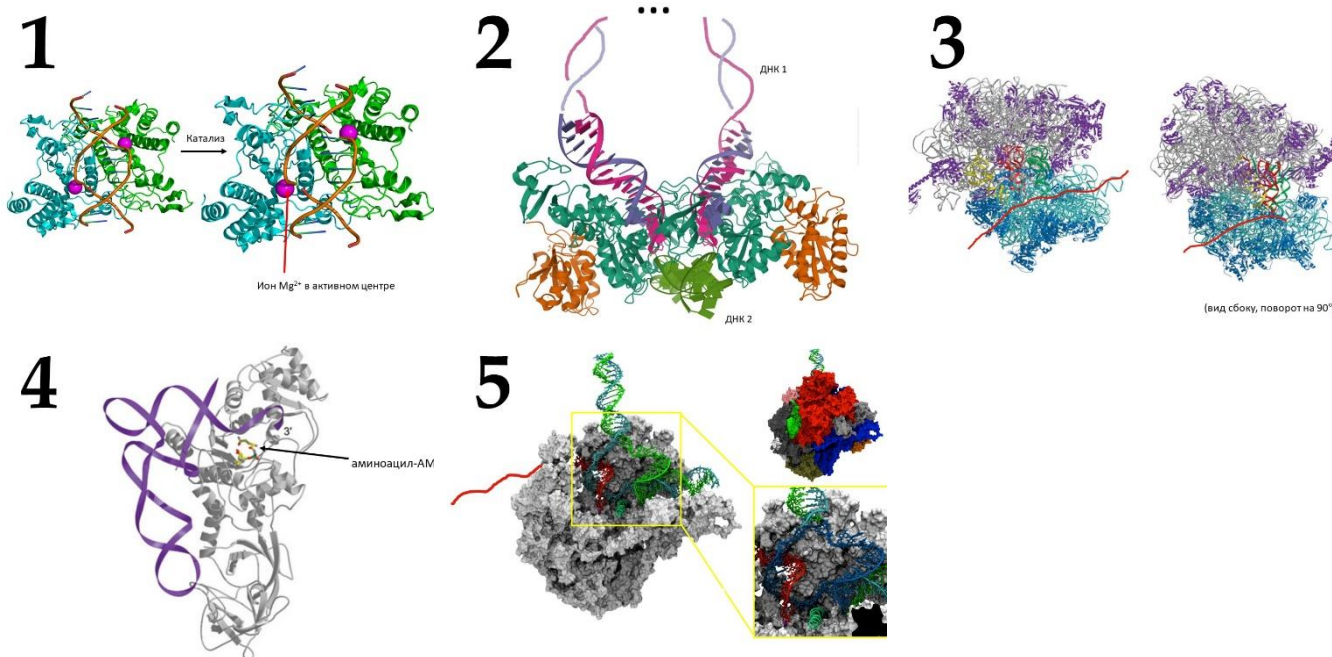 1
Катализ
Ион Mg²⁺ в активном центре
2
...
ДНК 1
ДНК 2
3
(вид сбоку, поворот на 90°
4
3'
аминоацил-АМ
5